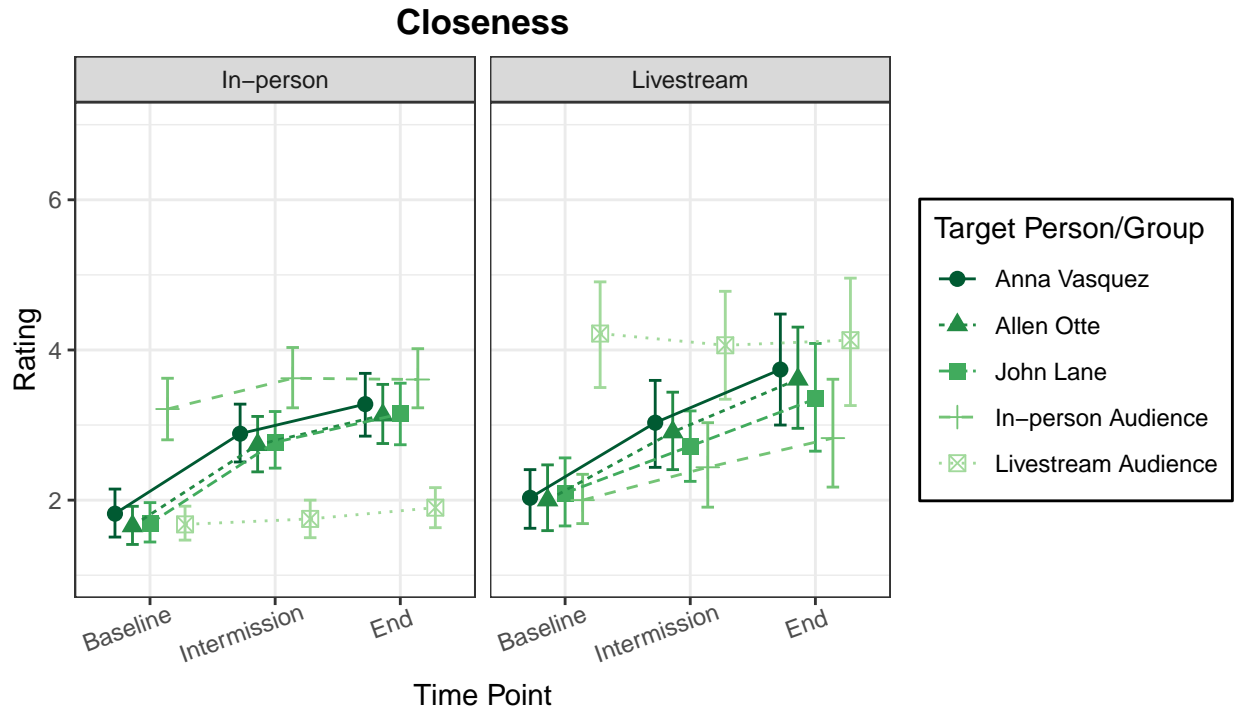 Closeness
In−person
Livestream
6
4
2
Rating
Baseline
Intermission
End
Baseline
Intermission
End
Time Point
Target Person/Group
Anna Vasquez
Allen Otte
John Lane
In−person Audience
Livestream Audience